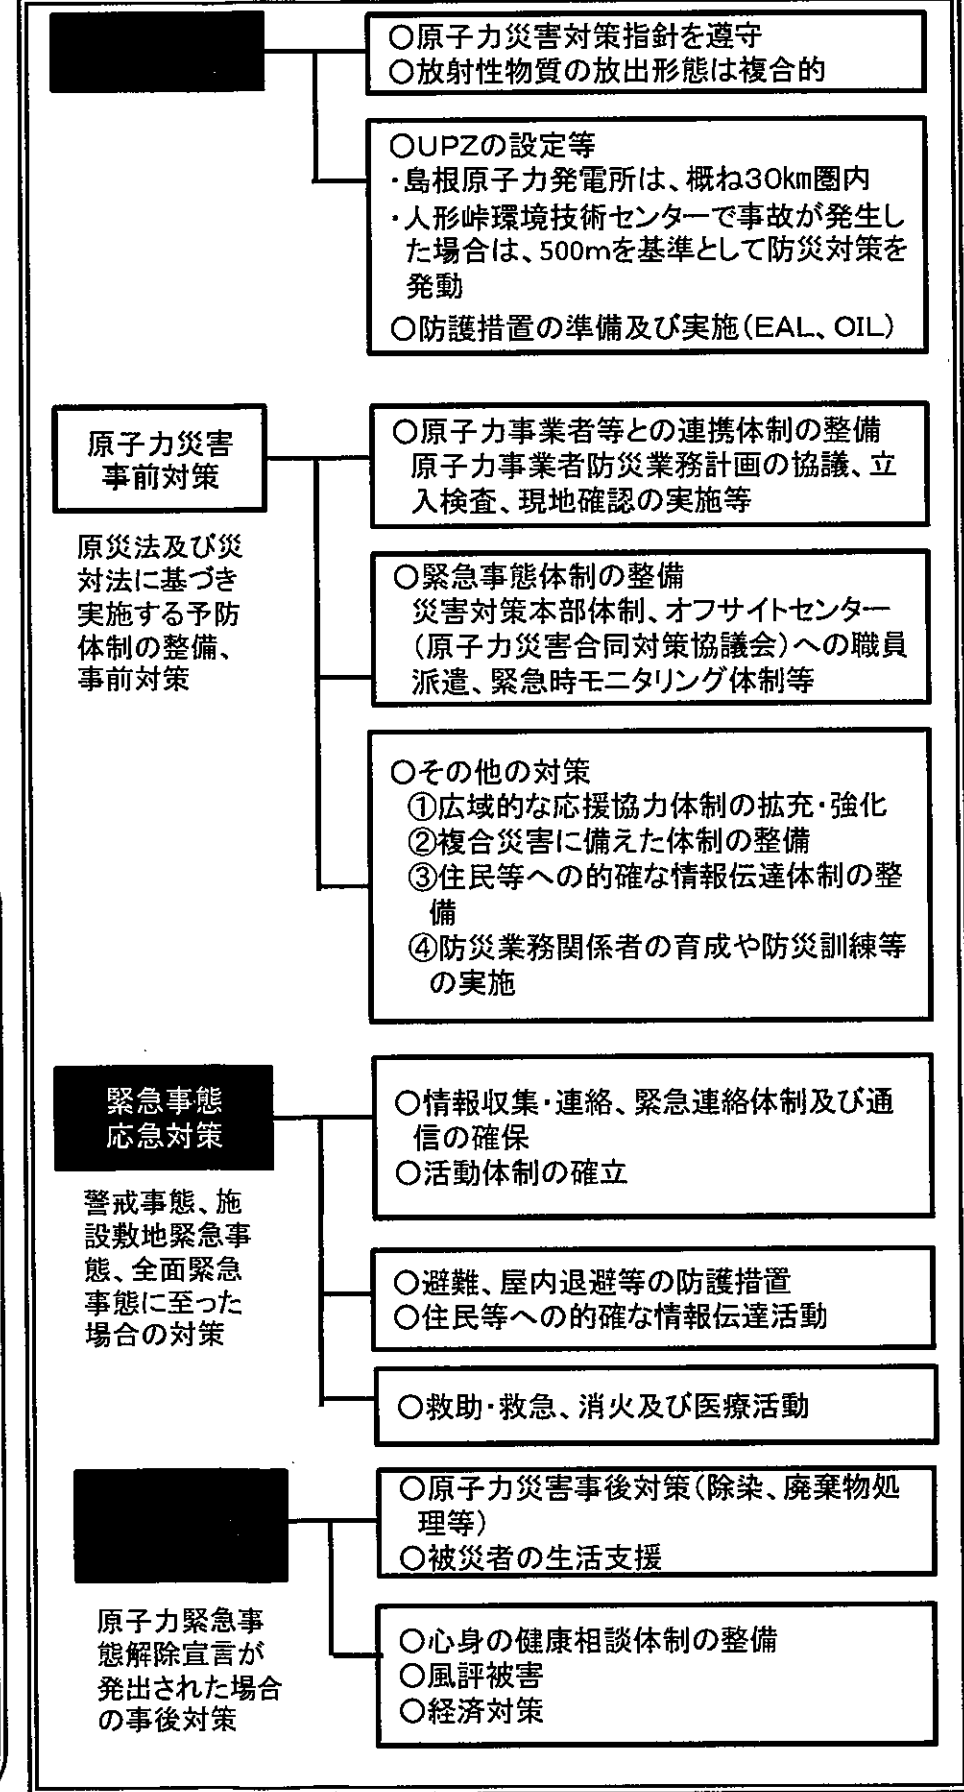 ○原子力災害対策指針を遵守
○放射性物質の放出形態は複合的
○UPZの設定等
・島根原子力発電所は、概ね30㎞圏内
・人形峠環境技術センターで事故が発生し
た場合は、500mを基準として防災対策を
発動
○防護措置の準備及び実施(EAL、OIL)
原子力災害
事前対策
原災法及び災
対法に基づき
実施する予防
体制の整備、
事前対策
○原子力事業者等との連携体制の整備
原子力事業者防災業務計画の協議、立
入検査、現地確認の実施等
○緊急事態体制の整備
災害対策本部体制、オフサイトセンター
(原子力災害合同対策協議会)への職員
派遣、緊急時モニタリング体制等
○その他の対策
①広域的な応援協力体制の拡充・強化
②複合災害に備えた体制の整備
③住民等への的確な情報伝達体制の整
備
④防災業務関係者の育成や防災訓練等
の実施
緊急事態
応急対策
警戒事態、施
設敷地緊急事
態、全面緊急
事態に至った
場合の対策
○情報収集・連絡、緊急連絡体制及び通
信の確保
○活動体制の確立
○避難、屋内退避等の防護措置
○住民等への的確な情報伝達活動
○救助・救急、消火及び医療活動
原子力緊急事
態解除宣言が
発出された場合
の事後対策
○原子力災害事後対策(除染、廃棄物処
理等)
○被災者の生活支援
○心身の健康相談体制の整備
○風評被害
○経済対策